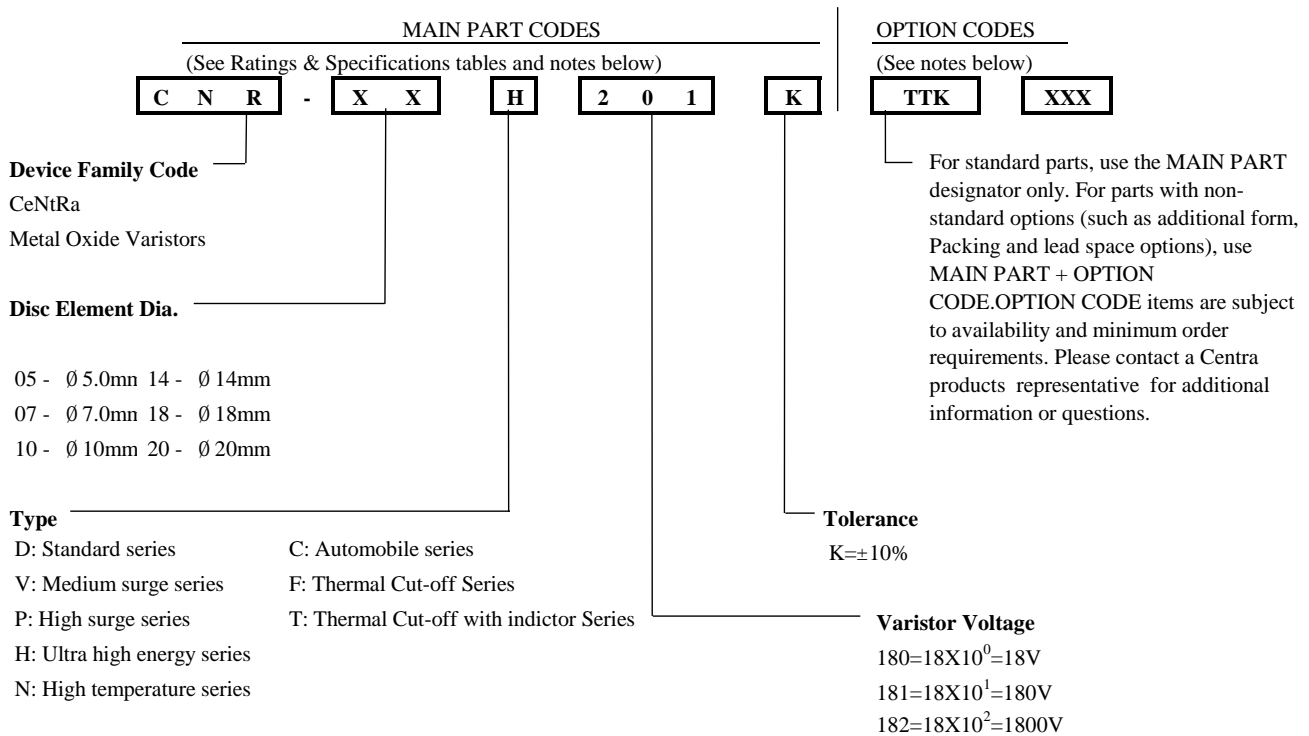 MAIN PART CODES
OPTION CODES
(See Ratings & Specifications tables and notes below)
(See notes below)
C N R - X X H 2 0 1 K TTK XXX
Device Family Code
CeNtRa
Metal Oxide Varistors
For standard parts, use the MAIN PART
designator only. For parts with non-
standard options (such as additional form,
Packing and lead space options), use
MAIN PART + OPTION
CODE.OPTION CODE items are subject
to availability and minimum order
requirements. Please contact a Centra
products representative for additional
information or questions.
Disc Element Dia.
05 - Ø 5.0mm 14 - Ø 14mm
07 - Ø 7.0mm 18 - Ø 18mm
10 - Ø 10mm 20 - Ø 20mm
Type
D: Standard series C: Automobile series
V: Medium surge series F: Thermal Cut-off Series
P: High surge series T: Thermal Cut-off with indictor Series
H: Ultra high energy series
N: High temperature series
Tolerance
K=±10%
Varistor Voltage
180=18X10⁰=18V
181=18X10¹=180V
182=18X10²=1800V